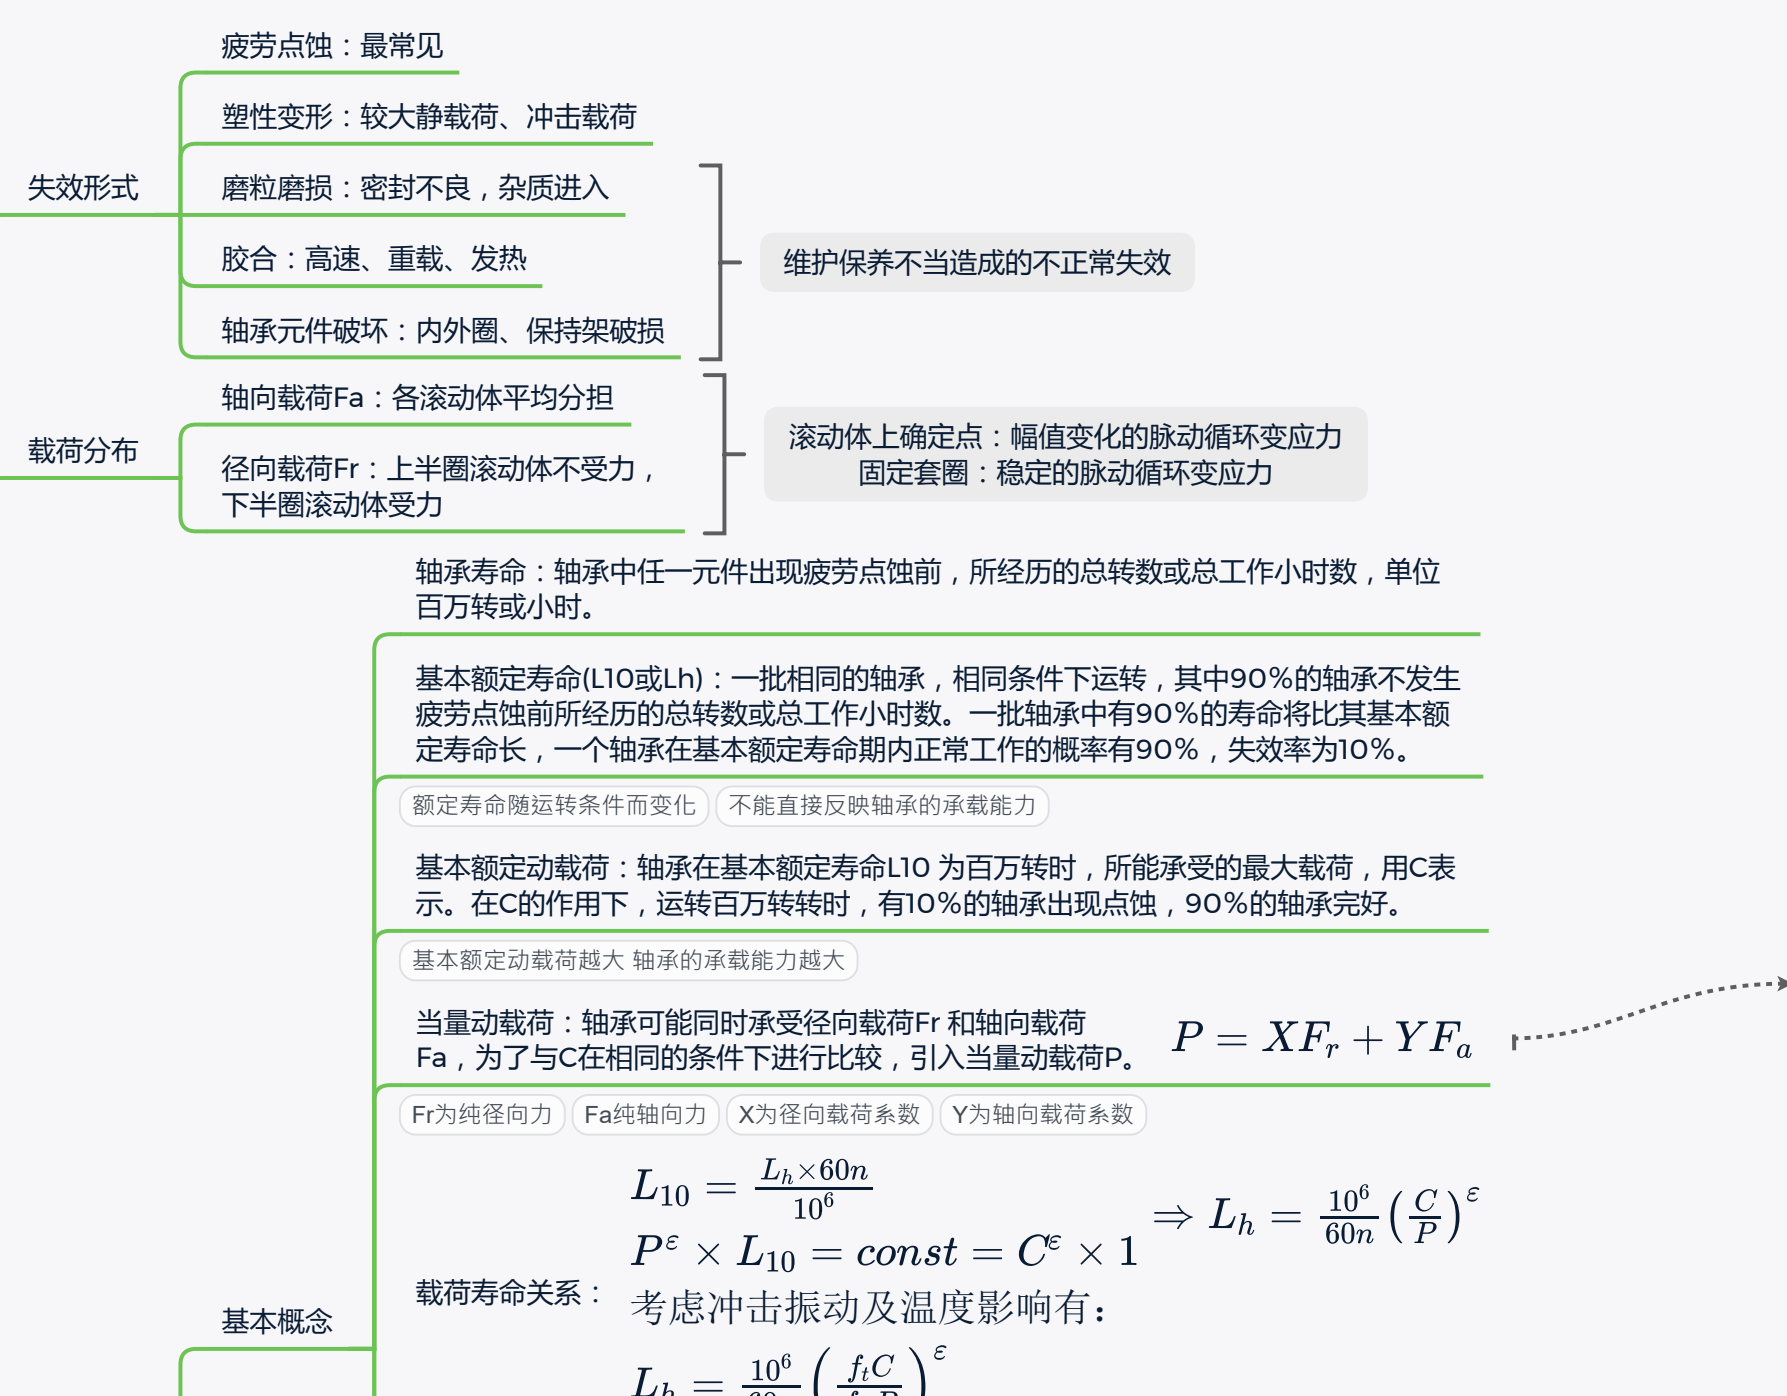 疲劳点蚀：最常见
塑性变形：较大静载荷、冲击载荷
失效形式
磨粒磨损：密封不良，杂质进入
胶合：高速、重载、发热
维护保养不当造成的不正常失效
轴承元件破坏：内外圈、保持架破损
轴向载荷Fa：各滚动体平均分担
载荷分布
径向载荷Fr：上半圈滚动体不受力，
下半圈滚动体受力
滚动体上确定点：幅值变化的脉动循环变应力
固定套圈：稳定的脉动循环变应力
轴承寿命：轴承中任一元件出现疲劳点蚀前，所经历的总转数或总工作小时数，单位
百万转或小时。
基本额定寿命(L10或Lh)：一批相同的轴承，相同条件下运转，其中90%的轴承不发生
疲劳点蚀前所经历的总转数或总工作小时数。一批轴承中有90%的寿命将比其基本额
定寿命长，一个轴承在基本额定寿命期内正常工作的概率有90%，失效率为10%。
额定寿命随运转条件而变化 不能直接反映轴承的承载能力
基本额定动载荷：轴承在基本额定寿命L10 为百万转时，所能承受的最大载荷，用C表
示。在C的作用下，运转百万转转时，有10%的轴承出现点蚀，90%的轴承完好。
基本额定动载荷越大 轴承的承载能力越大
当量动载荷：轴承可能同时承受径向载荷Fr 和轴向载荷
Fa，为了与C在相同的条件下进行比较，引入当量动载荷P。
P = XF_r + YF_a
Fr为纯径向力 Fa纯轴向力 X为径向载荷系数 Y为轴向载荷系数
L_{10} = \frac{L_h×60n}{10^6}
P^ε × L_{10} = const = C^ε × 1
⇒ L_h = \frac{10^6}{60n}(\frac{C}{P})^ε
载荷寿命关系：
考虑冲击振动及温度影响有：
基本概念
L_h = \frac{10^6}{60n}(\frac{f_tC}{f_pP})^ε